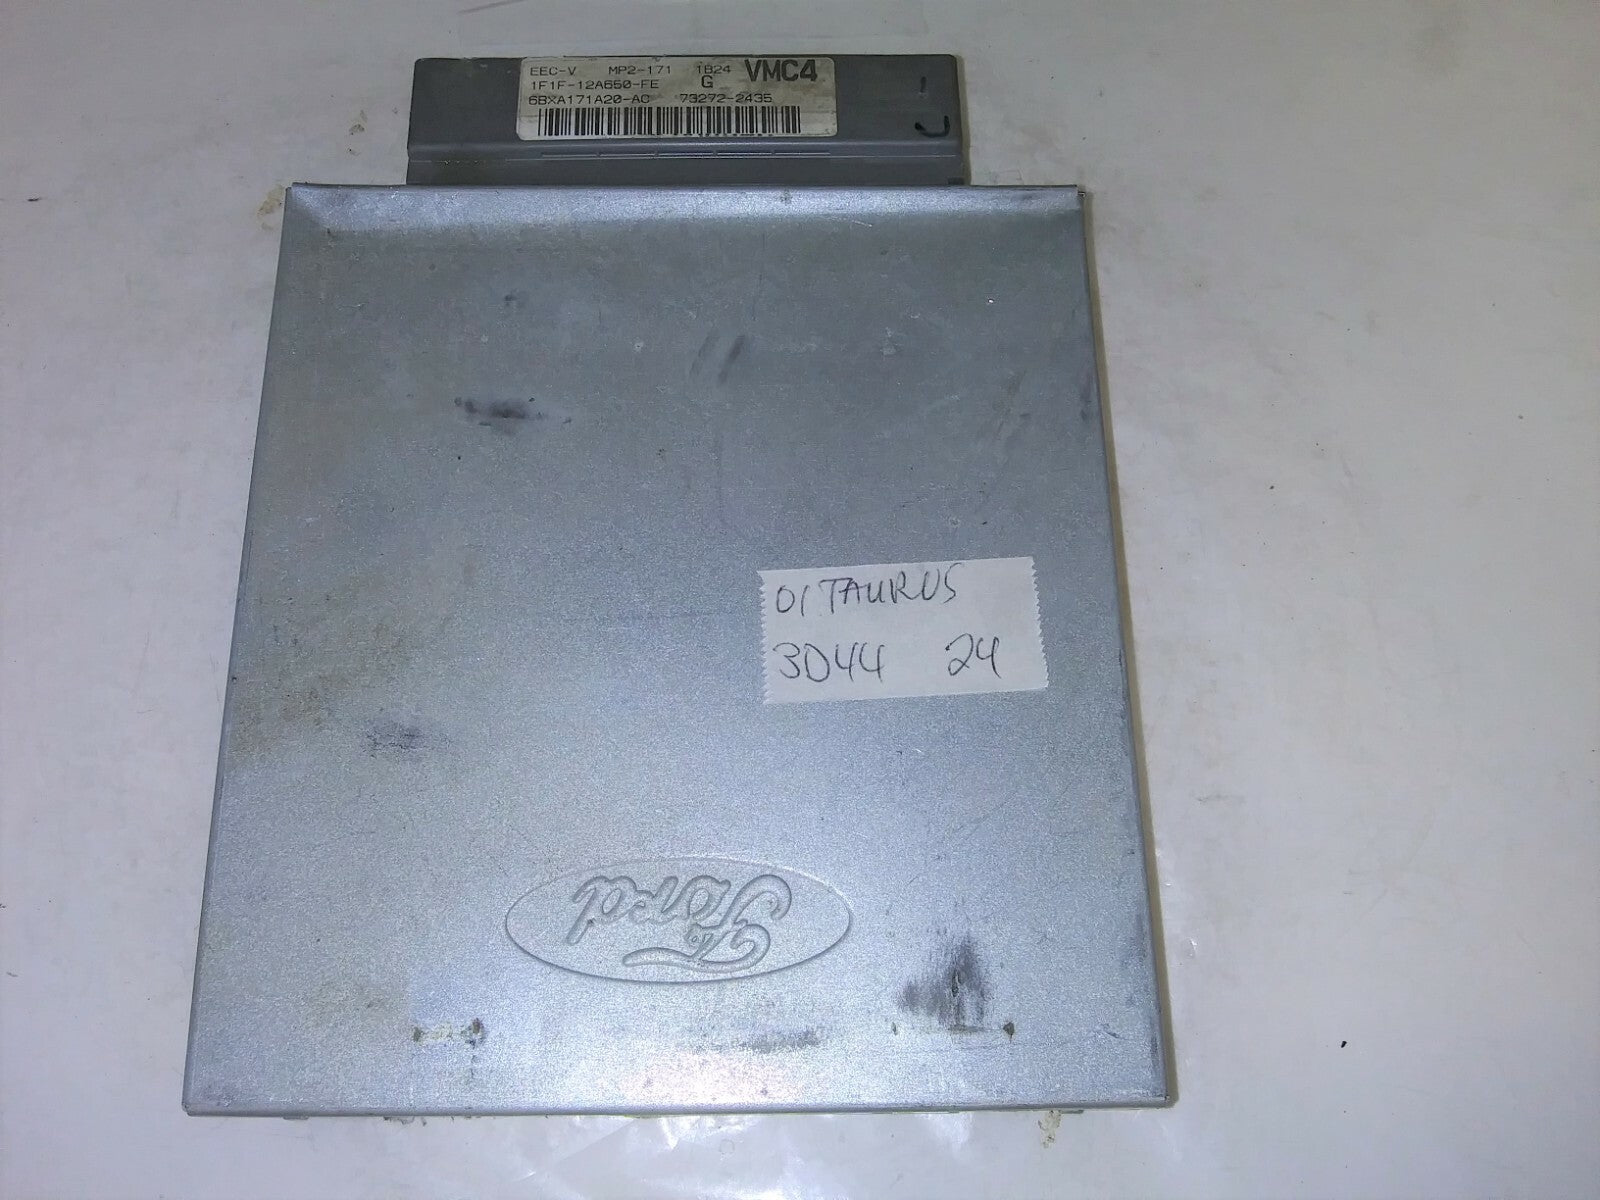 EEC-V MP2-171 1B24 VMC4
1F1F-12A650-FE G
6BXA171A20-AC 73272-2435
01 TAURUS
3D44 24
Ford